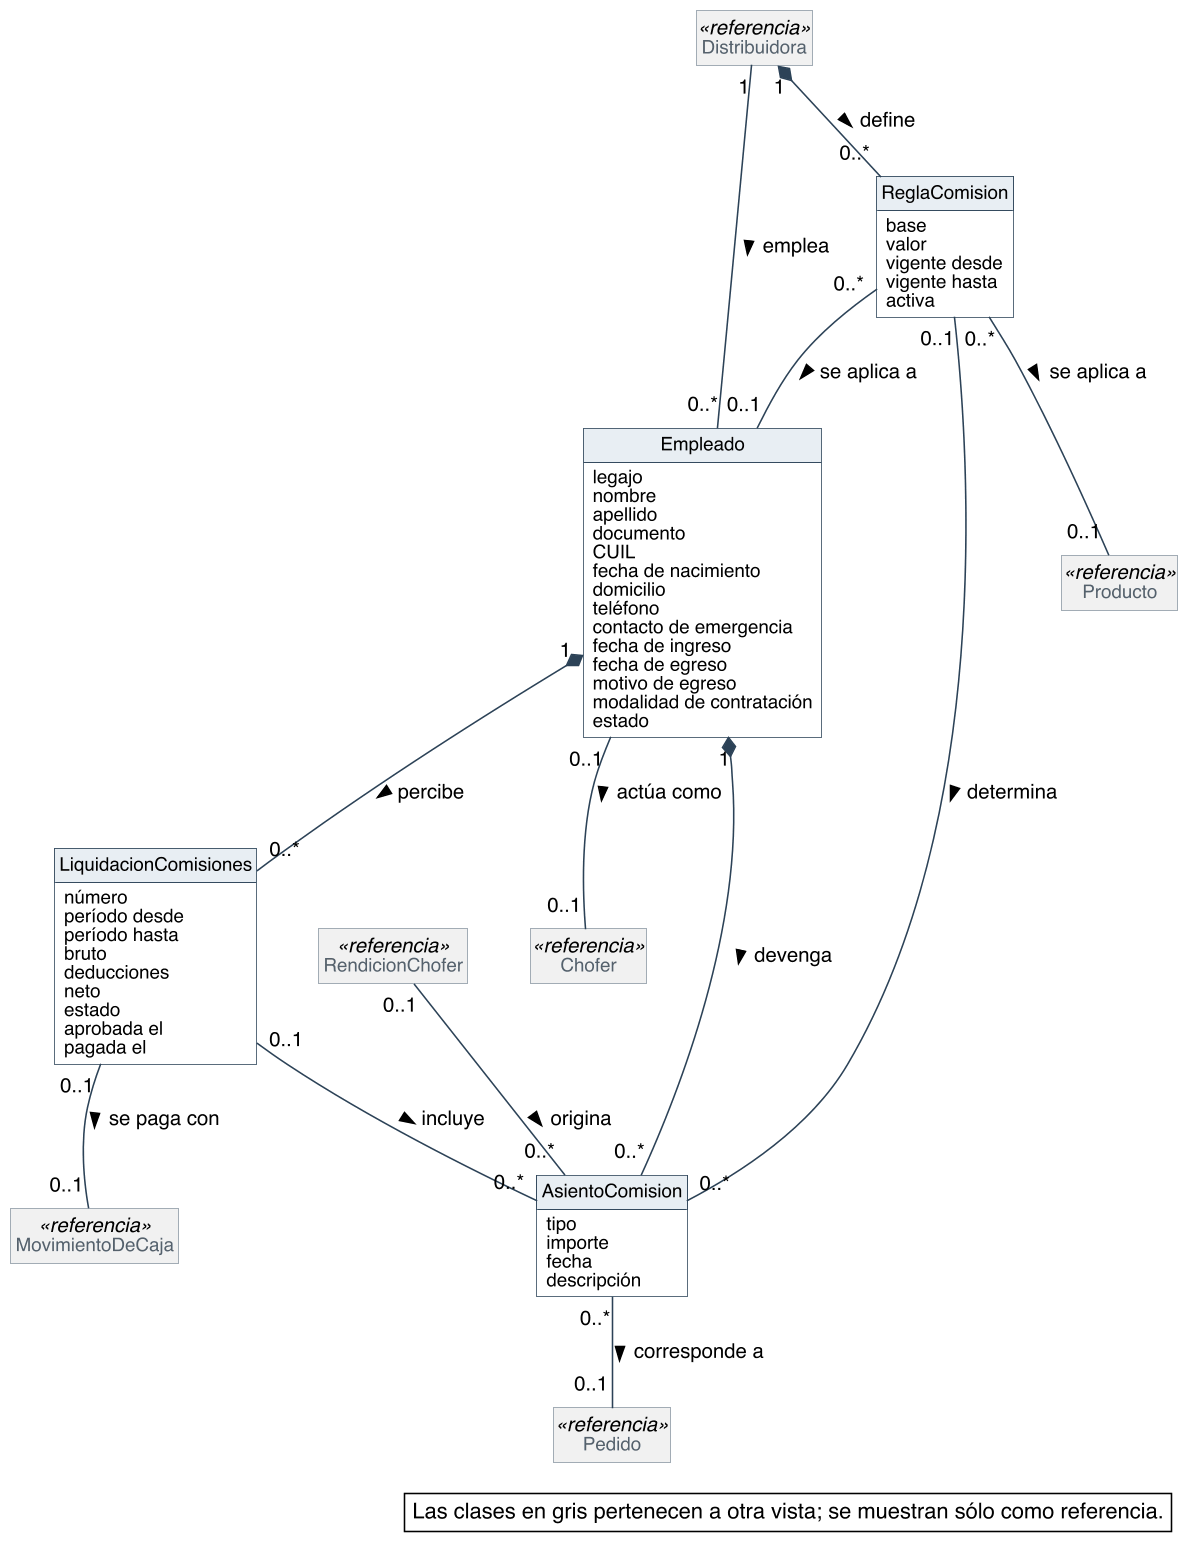 «referencia»
Distribuidora
1
1
define
0..*
ReglaComision
base
valor
vigente desde
vigente hasta
activa
emplea
0..*
0..1
0..*
se aplica a
se aplica a
0..*
0..1
Empleado
legajo
nombre
apellido
documento
CUIL
fecha de nacimiento
domicilio
teléfono
contacto de emergencia
fecha de ingreso
fecha de egreso
motivo de egreso
modalidad de contratación
estado
0..1
«referencia»
Producto
1
0..1
1
percibe
actúa como
determina
0..*
LiquidacionComisiones
número
período desde
período hasta
bruto
deducciones
neto
estado
aprobada el
pagada el
0..1
«referencia»
RendicionChofer
«referencia»
Chofer
devenga
0..1
0..1
0..1
se paga con
incluye
origina
0..*
0..*
0..1
0..*
0..*
AsientoComision
tipo
importe
fecha
descripción
«referencia»
MovimientoDeCaja
0..*
corresponde a
0..1
«referencia»
Pedido
Las clases en gris pertenecen a otra vista; se muestran sólo como referencia.